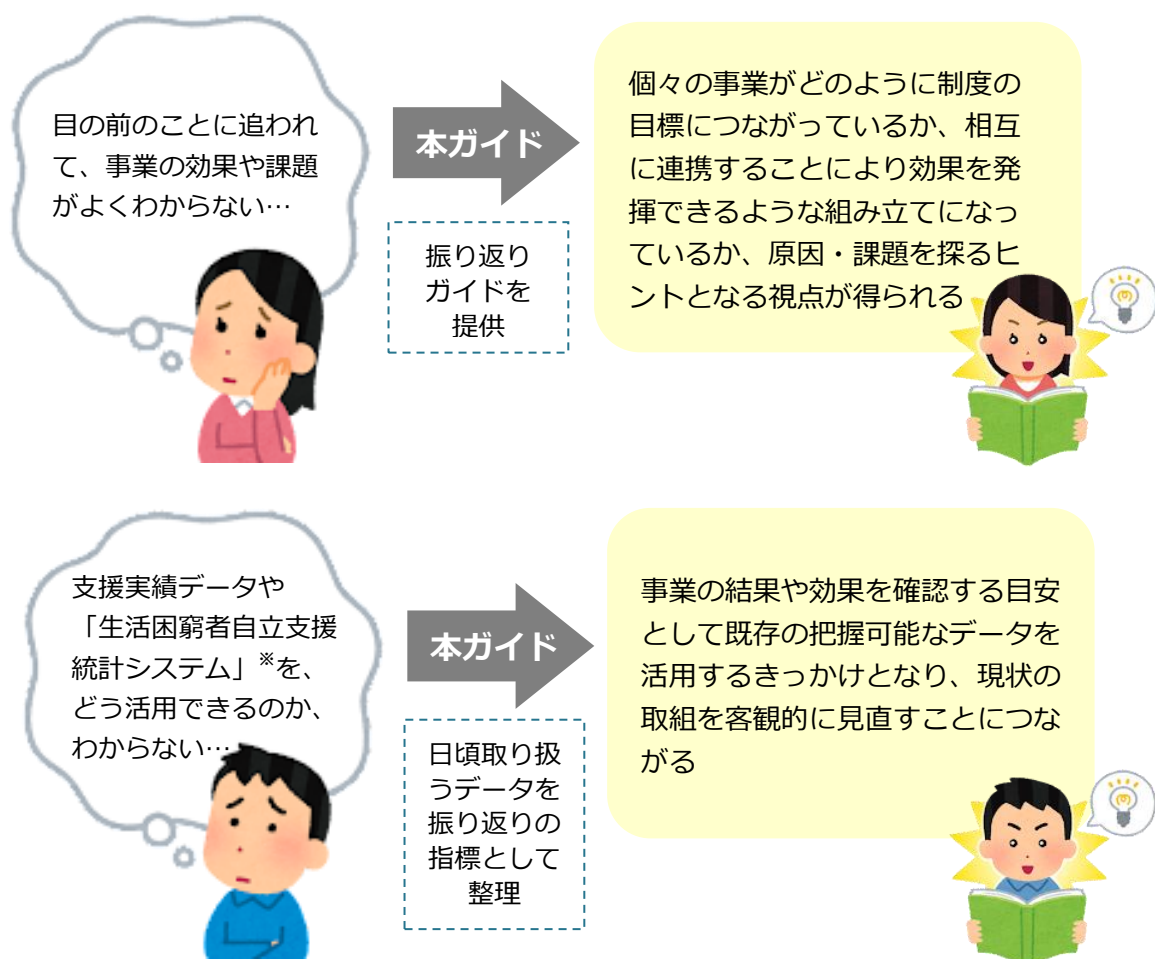 目の前のことに追われ
て、事業の効果や課題
がよくわからない…
本ガイド
振り返り
ガイドを
提供
個々の事業がどのように制度の
目標につながっているか、相互
に連携することにより効果を発
揮できるような組み立てになっ
ているか、原因・課題を探るヒ
ントとなる視点が得られる
支援実績データや
「生活困窮者自立支援
統計システム」※を、
どう活用できるのか、
わからない…
本ガイド
日頃取り扱
うデータを
振り返りの
指標として
整理
事業の結果や効果を確認する目安
として既存の把握可能なデータを
活用するきっかけとなり、現状の
取組を客観的に見直すことにつな
がる